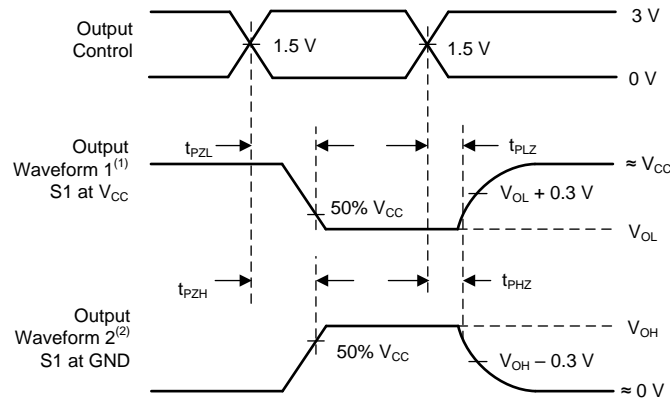 Output
Control
1.5 V
1.5 V
3 V
0 V
Output
Waveform 1(1)
S1 at VCC
tPZL
tPLZ
50% VCC
VOL + 0.3 V
≈ VCC
VOL
Output
Waveform 2(2)
S1 at GND
tPZH
tPHZ
50% VCC
VOH – 0.3 V
VOH
≈ 0 V